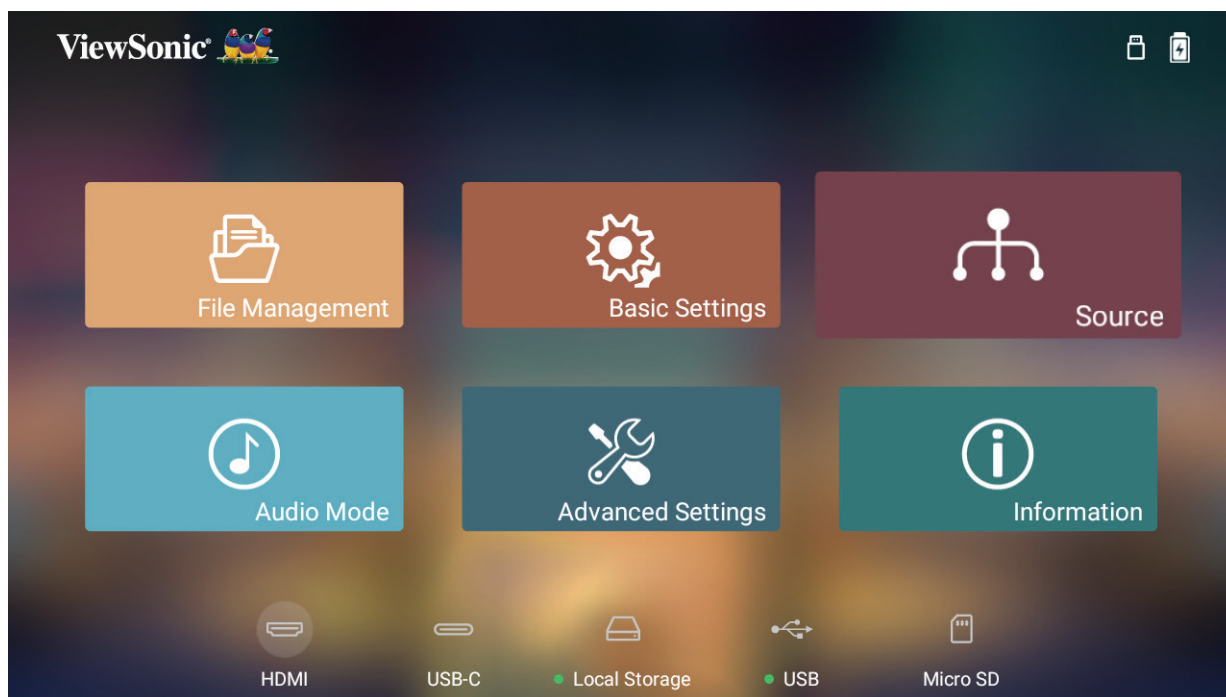 ViewSonic®
File Management
Basic Settings
Source
Audio Mode
Advanced Settings
Information
HDMI
USB-C
Local Storage
USB
Micro SD